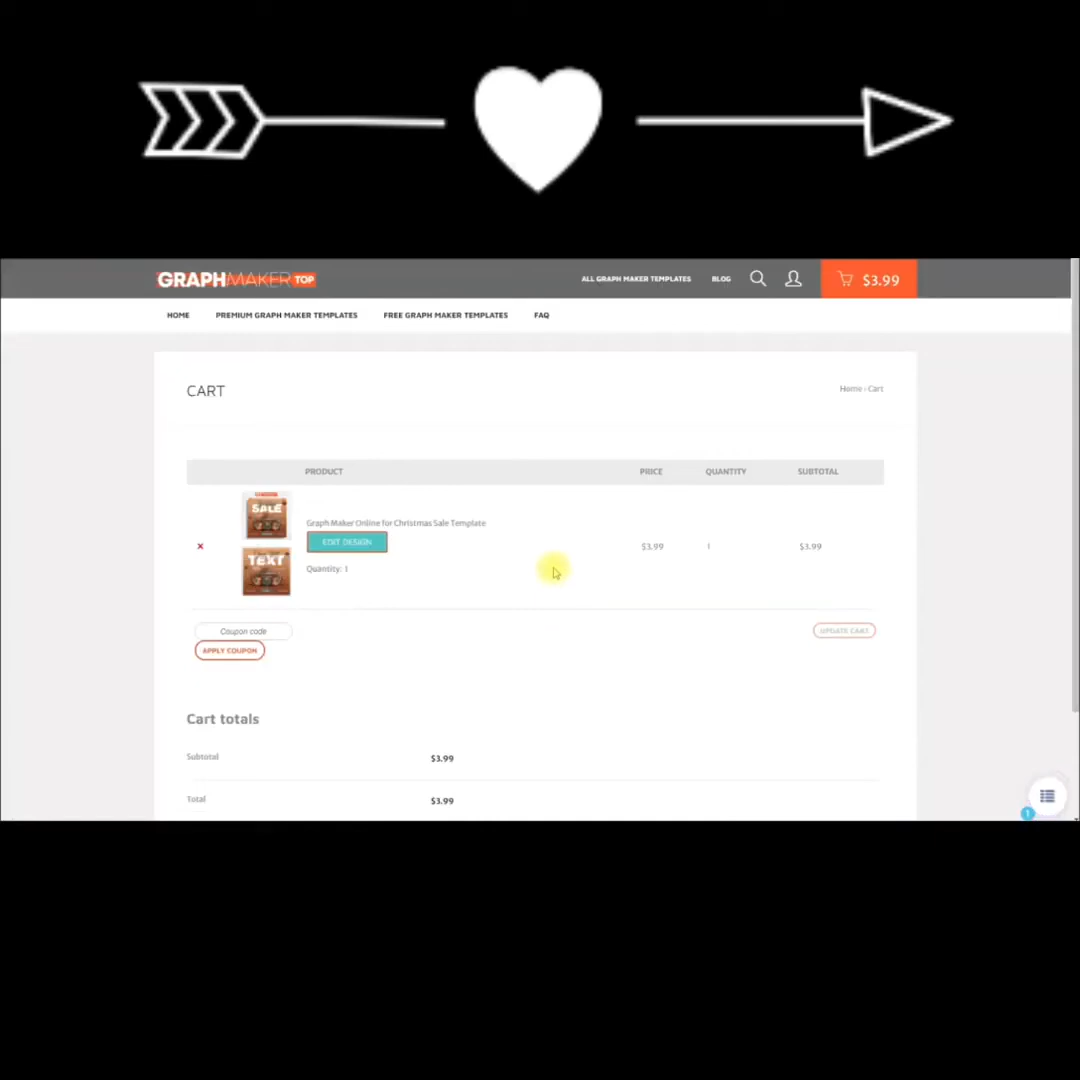 GRAPHMAKER TOP
ALL GRAPH MAKER TEMPLATES BLOG $3.99
HOME PREMIUM GRAPH MAKER TEMPLATES FREE GRAPH MAKER TEMPLATES FAQ
CART
Home › Cart
PRODUCT PRICE QUANTITY SUBTOTAL
SALE
TEXT
Graph Maker Online for Christmas Sale Template
EDIT DESIGN
Quantity: 1
$3.99 1 $3.99
Coupon code
UPDATE CART
APPLY COUPON
Cart totals
Subtotal $3.99
Total $3.99
1